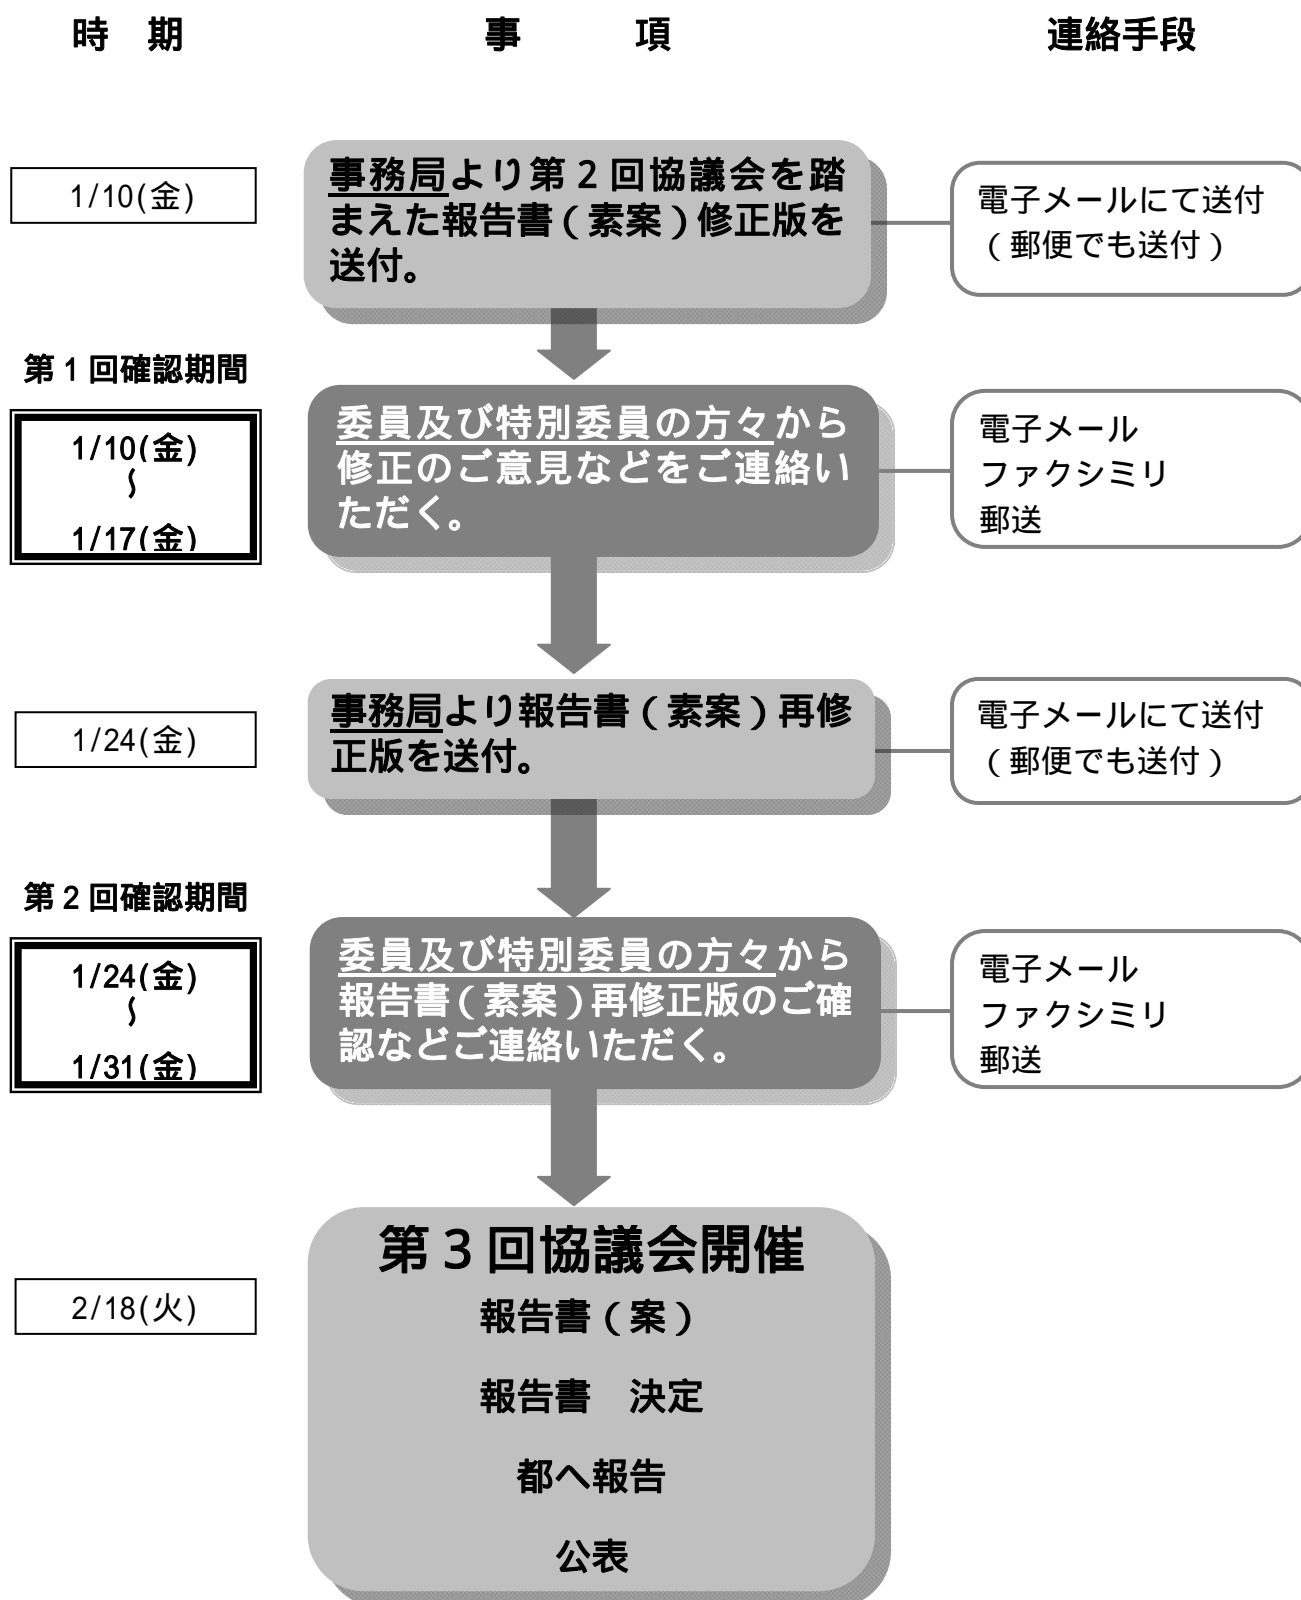 時　期　事　項　連絡手段
1/10(金)
事務局より第２回協議会を踏
まえた報告書（素案）修正版を
送付。
電子メールにて送付
（郵便でも送付）
第１回確認期間
1/10(金)
～
1/17(金)
委員及び特別委員の方々から
修正のご意見などをご連絡い
ただく。
電子メール
ファクシミリ
郵送
1/24(金)
事務局より報告書（素案）再修
正版を送付。
電子メールにて送付
（郵便でも送付）
第２回確認期間
1/24(金)
～
1/31(金)
委員及び特別委員の方々から
報告書（素案）再修正版のご確
認などご連絡いただく。
電子メール
ファクシミリ
郵送
2/18(火)
第３回協議会開催
報告書（案）
報告書　決定
都へ報告
公表